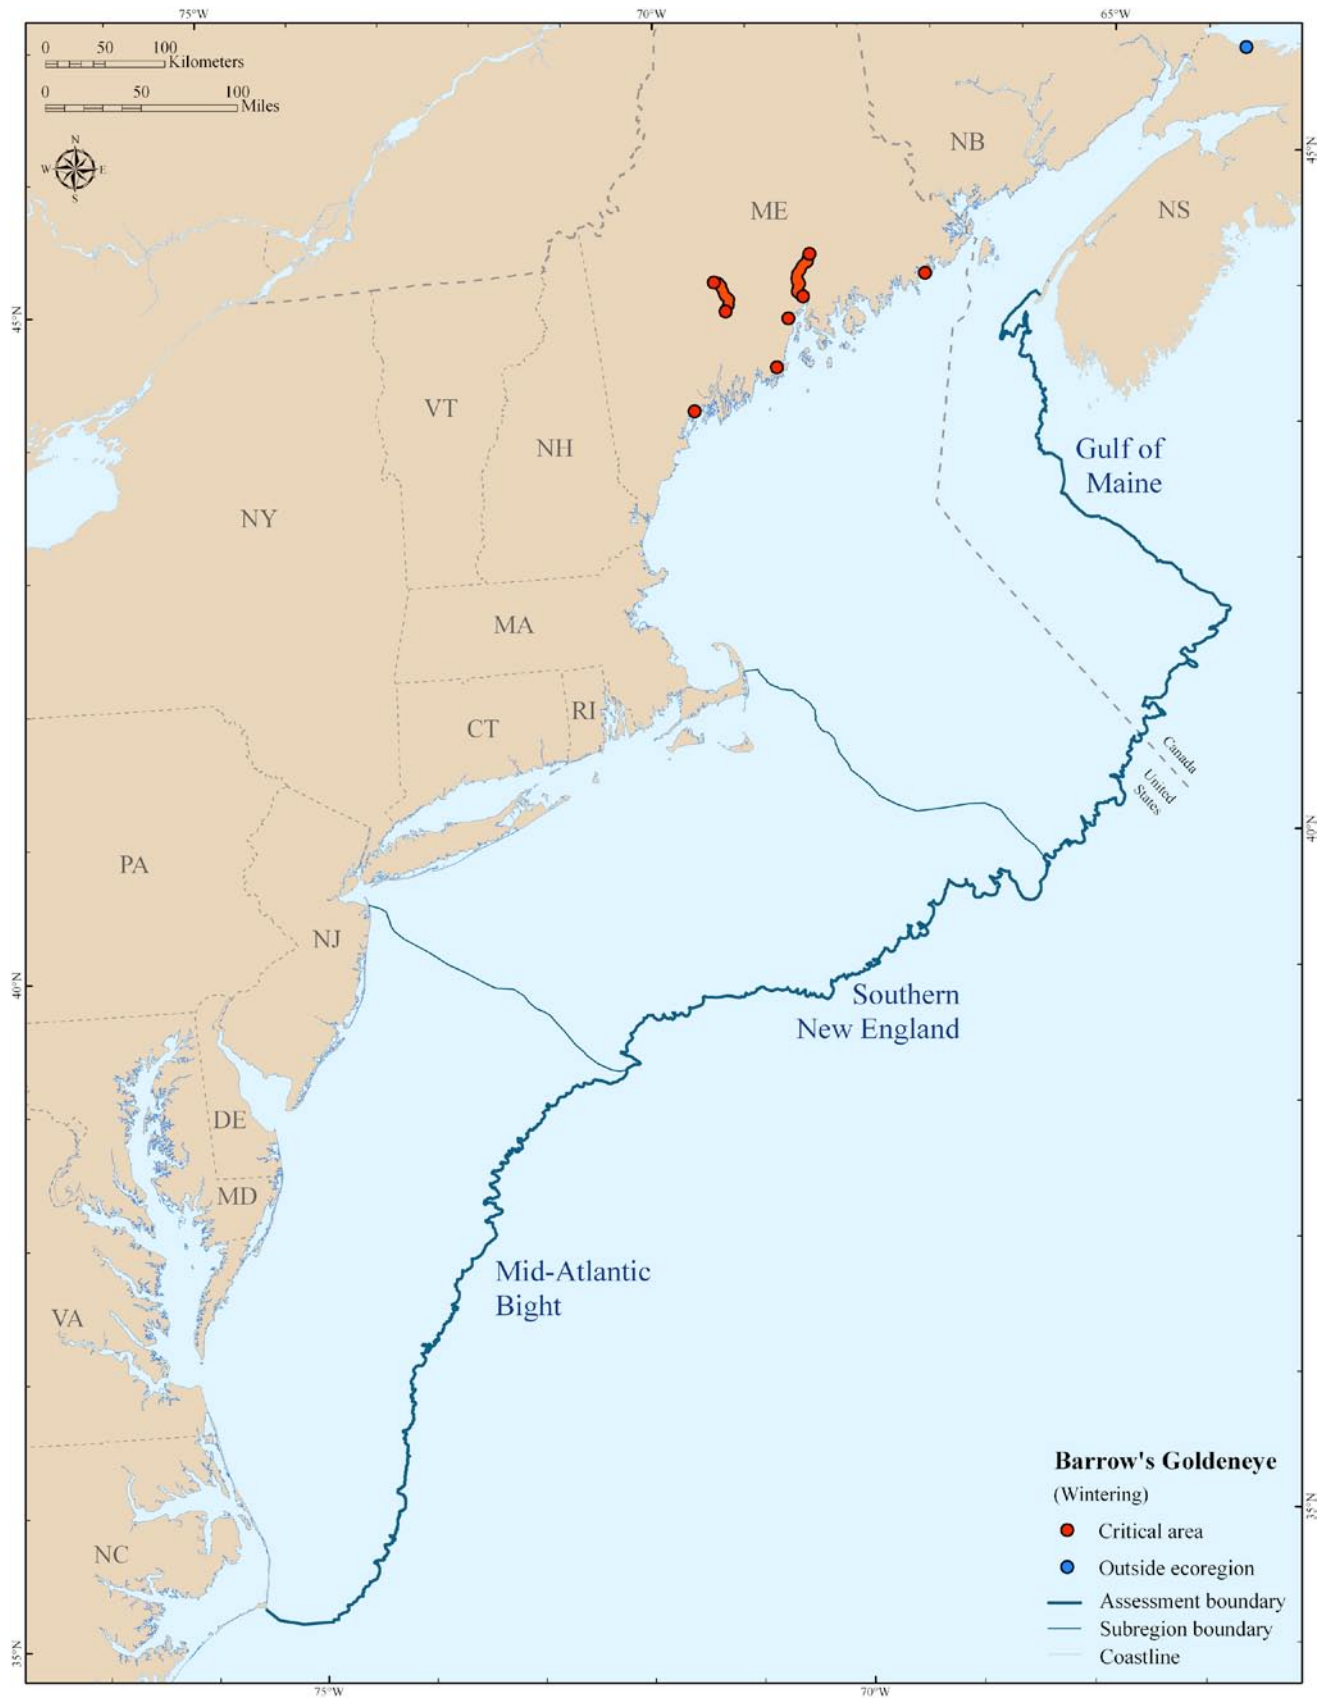 75°W
70°W
65°W
0 50 100
Kilometers
0 50 100
Miles
N
W E
S
NB
45°N
ME
NS
45°N
VT
NH
Gulf of
Maine
NY
MA
CT
RI
Canada
United
States
40°N
PA
NJ
40°N
Southern
New England
DE
MD
Mid-Atlantic
Bight
VA
Barrow's Goldeneye
(Wintering)
35°N
Critical area
NC
Outside ecoregion
Assessment boundary
Subregion boundary
35°N
Coastline
75°W
70°W